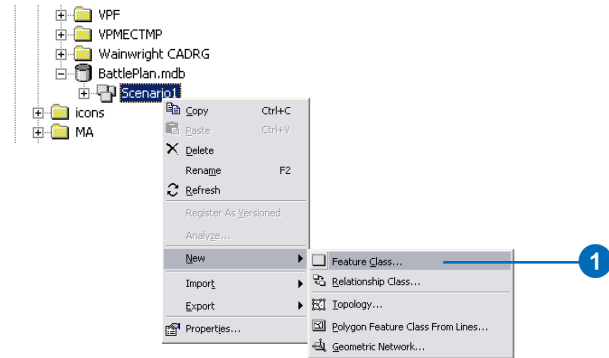 VPF
VPMECTMP
Wainwright CADRG
BattlePlan.mdb
Scenario1
icons
MA
Copy Ctrl+C
Paste Ctrl+V
Delete
Rename F2
Refresh
Register As Versioned
Analyze...
New
Import
Export
Properties...
Feature Class...
1
Relationship Class...
Topology...
Polygon Feature Class From Lines...
Geometric Network...